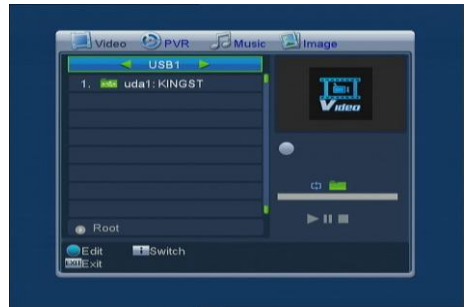 Video PVR Music Image
USB1
1. uda1: KINGST
Video
Root
Edit Switch
EXIT Exit